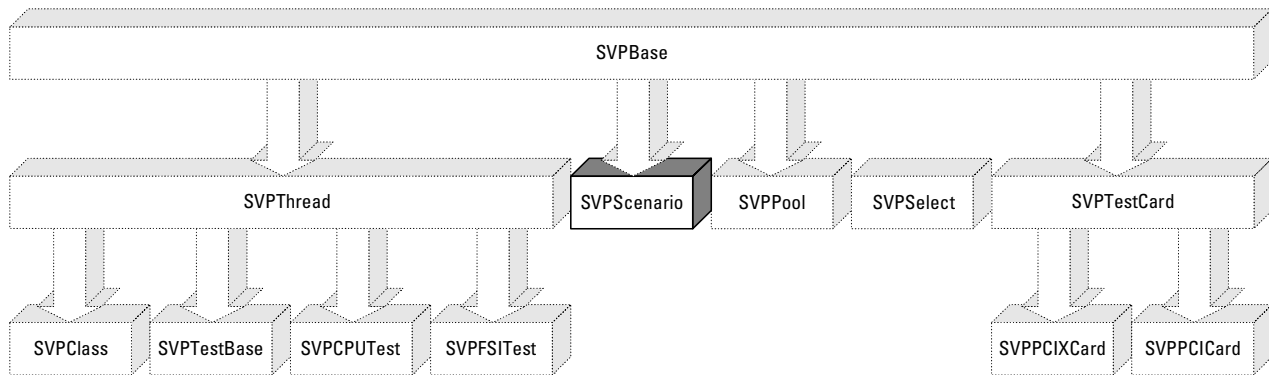 SVPBase
SVPThread
SVPScenario
SVPPool
SVPSelect
SVPTestCard
SVPClass
SVPTestBase
SVPCPUTest
SVPFSITest
SVPPCIXCard
SVPPCICard